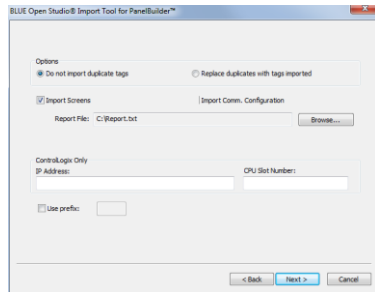 BLUE Open Studio® Import Tool for PanelBuilder™
Options
Do not import duplicate tags
Replace duplicates with tags imported
Import Screens
Import Comm. Configuration
Report File: C:\Report.txt
Browse...
ControlLogix Only
IP Address:
CPU Slot Number:
Use prefix:
< Back
Next >
Cancel